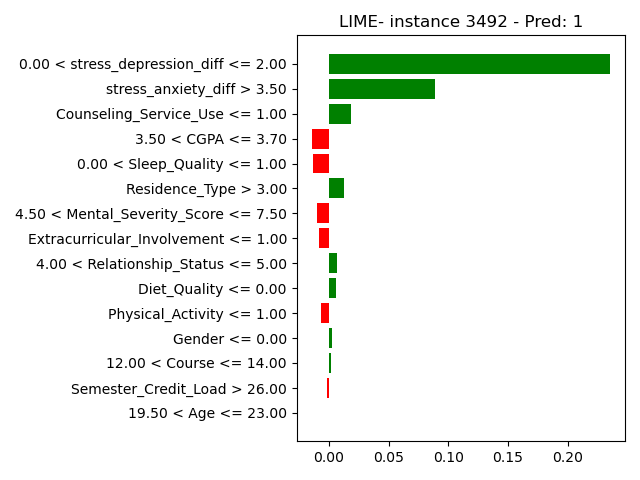 LIME- instance 3492 - Pred: 1
0.00 < stress_depression_diff <= 2.00
stress_anxiety_diff > 3.50
Counseling_Service_Use <= 1.00
3.50 < CGPA <= 3.70
0.00 < Sleep_Quality <= 1.00
Residence_Type > 3.00
4.50 < Mental_Severity_Score <= 7.50
Extracurricular_Involvement <= 1.00
4.00 < Relationship_Status <= 5.00
Diet_Quality <= 0.00
Physical_Activity <= 1.00
Gender <= 0.00
12.00 < Course <= 14.00
Semester_Credit_Load > 26.00
19.50 < Age <= 23.00
0.00 0.05 0.10 0.15 0.20